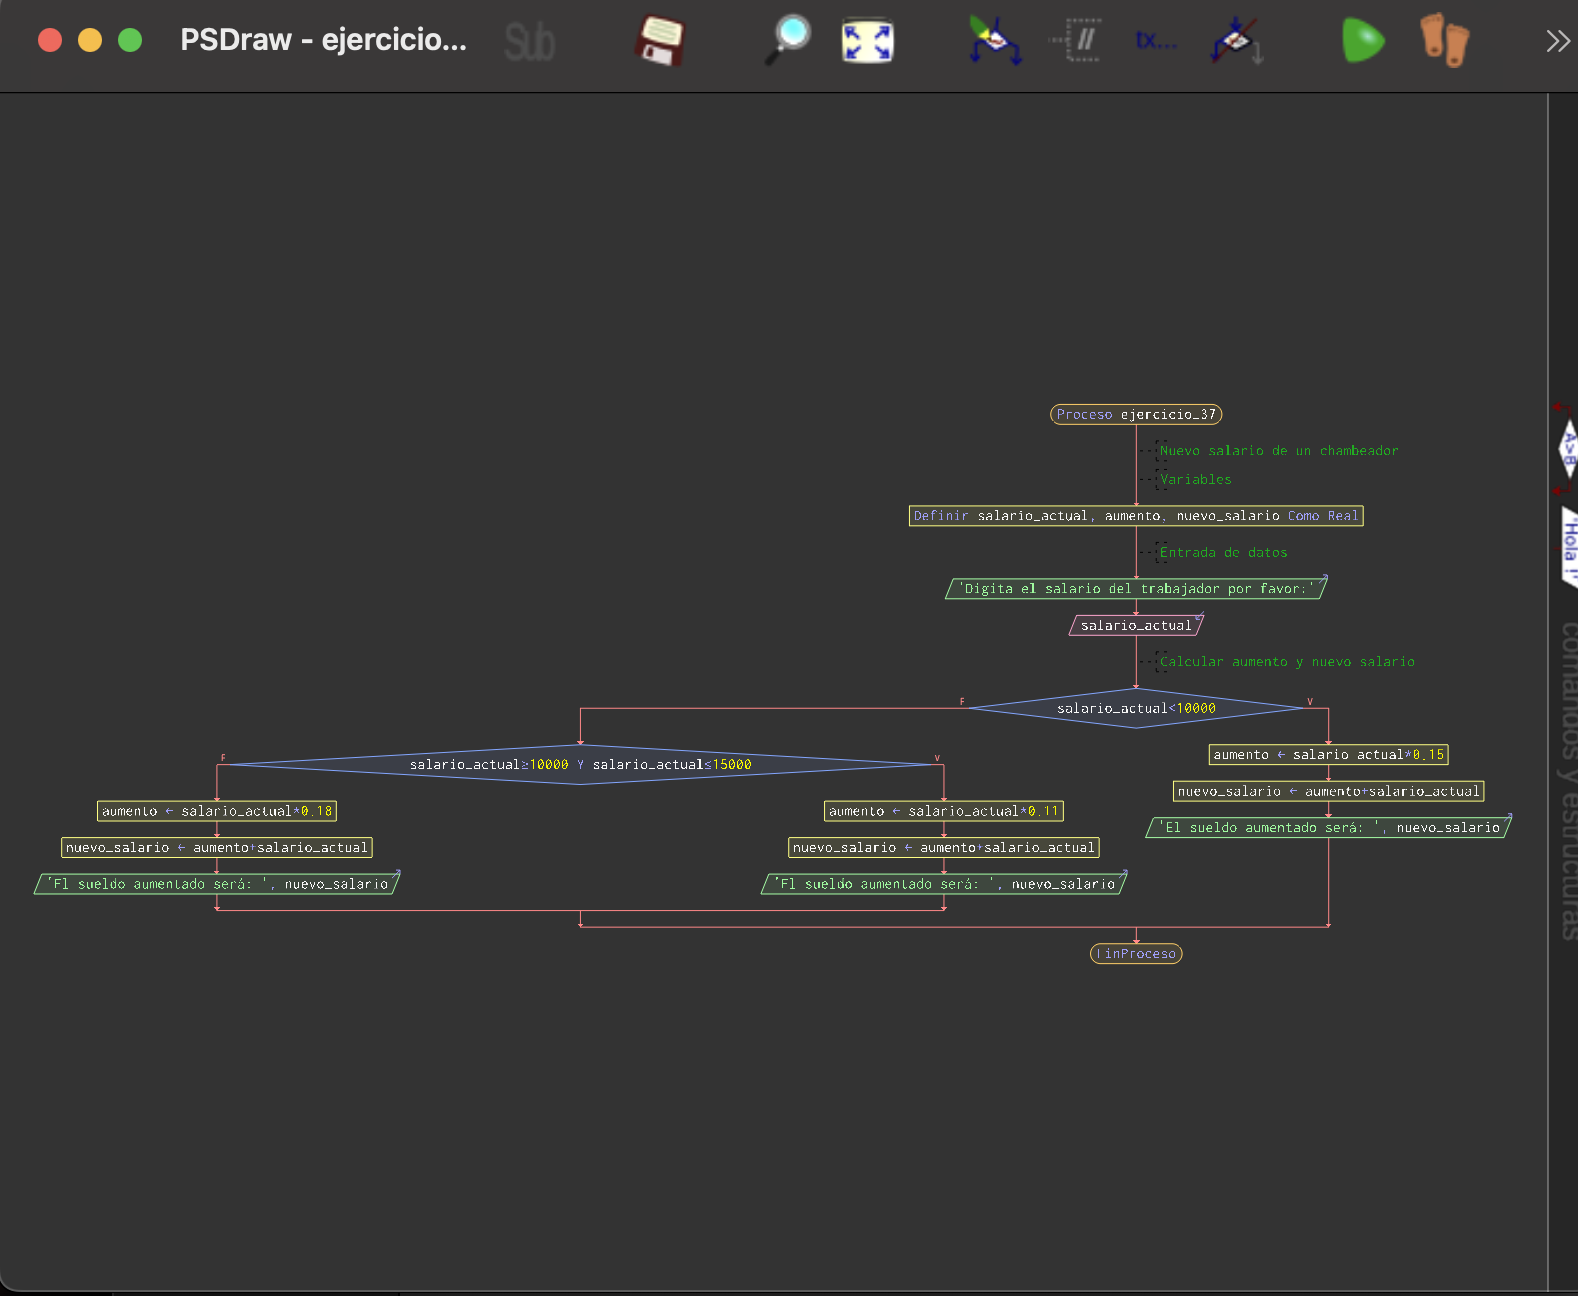 PSDraw - ejercicio...
Sub
//
tx...
Proceso ejercicio_37
Nuevo salario de un chambeador
Variables
Definir salario_actual, aumento, nuevo_salario Como Real
Entrada de datos
'Digita el salario del trabajador por favor:'
salario_actual
Calcular aumento y nuevo salario
F
salario_actual<10000
V
F
salario_actual≥10000 Y salario_actual≤15000
V
aumento ← salario_actual*0.15
nuevo_salario ← aumento+salario_actual
'El sueldo aumentado será: ', nuevo_salario
aumento ← salario_actual*0.18
nuevo_salario ← aumento+salario_actual
'El sueldo aumentado será: ', nuevo_salario
aumento ← salario_actual*0.11
nuevo_salario ← aumento+salario_actual
'El sueldo aumentado será: ', nuevo_salario
FinProceso
A>B
"Hola !"
comandos y estructuras